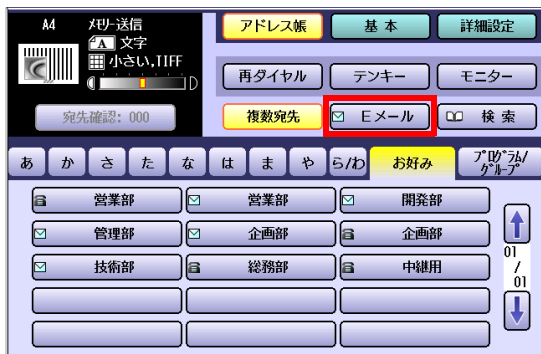 A4 ﾒﾓﾘｰ送信
A 文字
小さい,TIFF
D
宛先確認: 000
アドレス帳 基本 詳細設定
再ダイヤル テンキー モニター
複数宛先 Eメール 検索
あ か さ た な は ま や ら/わ お好み ﾌﾟﾛｸﾞﾗﾑ/
ｸﾞﾙｰﾌﾟ
営業部 営業部 開発部
管理部 企画部 企画部
技術部 総務部 中継用
01
/
01